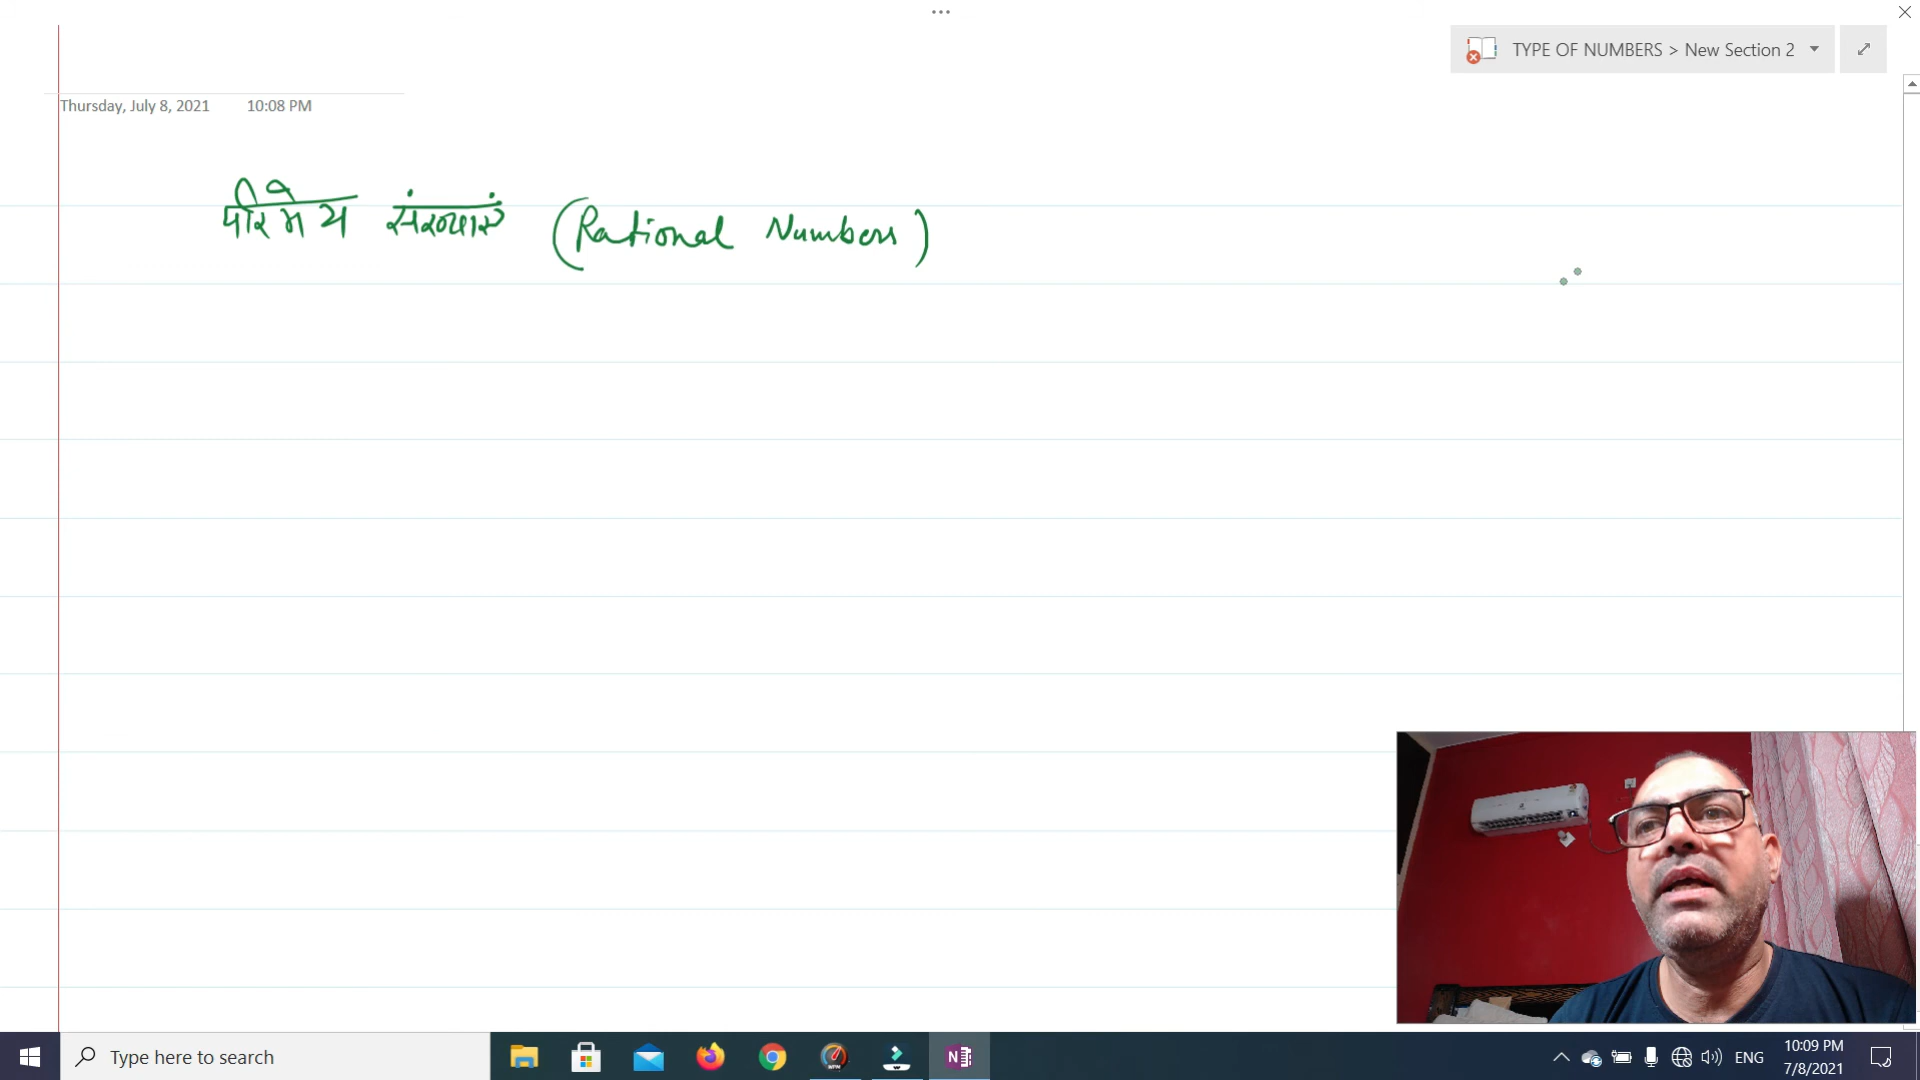 TYPE OF NUMBERS > New Section 2
Thursday, July 8, 2021 10:08 PM
परिमेय संख्याएं (Rational Numbers)
Type here to search
ENG
10:09 PM
7/8/2021